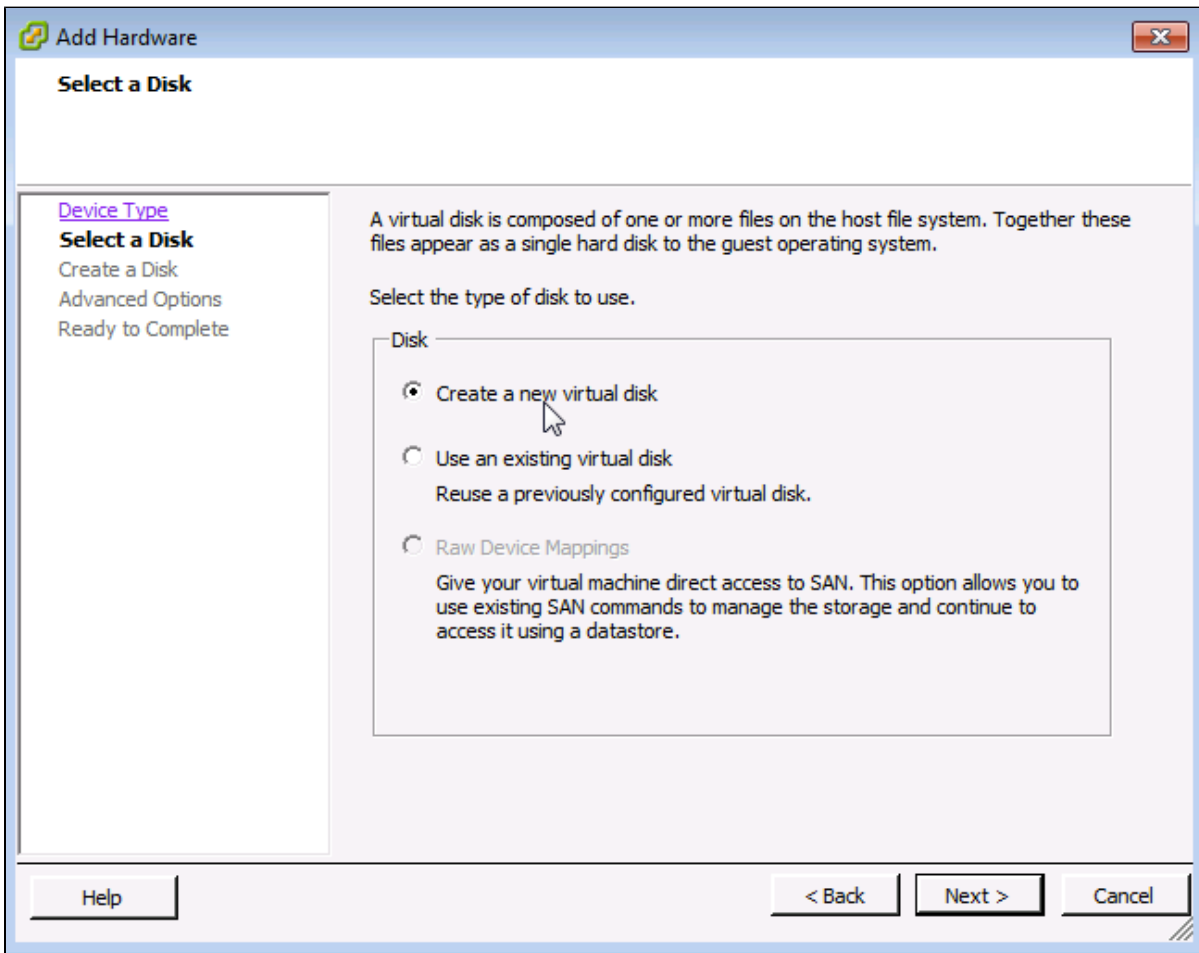 Add Hardware
Select a Disk
Device Type
Select a Disk
Create a Disk
Advanced Options
Ready to Complete
A virtual disk is composed of one or more files on the host file system. Together these
files appear as a single hard disk to the guest operating system.
Select the type of disk to use.
Disk
Create a new virtual disk
Use an existing virtual disk
Reuse a previously configured virtual disk.
Raw Device Mappings
Give your virtual machine direct access to SAN. This option allows you to
use existing SAN commands to manage the storage and continue to
access it using a datastore.
Help
< Back
Next >
Cancel